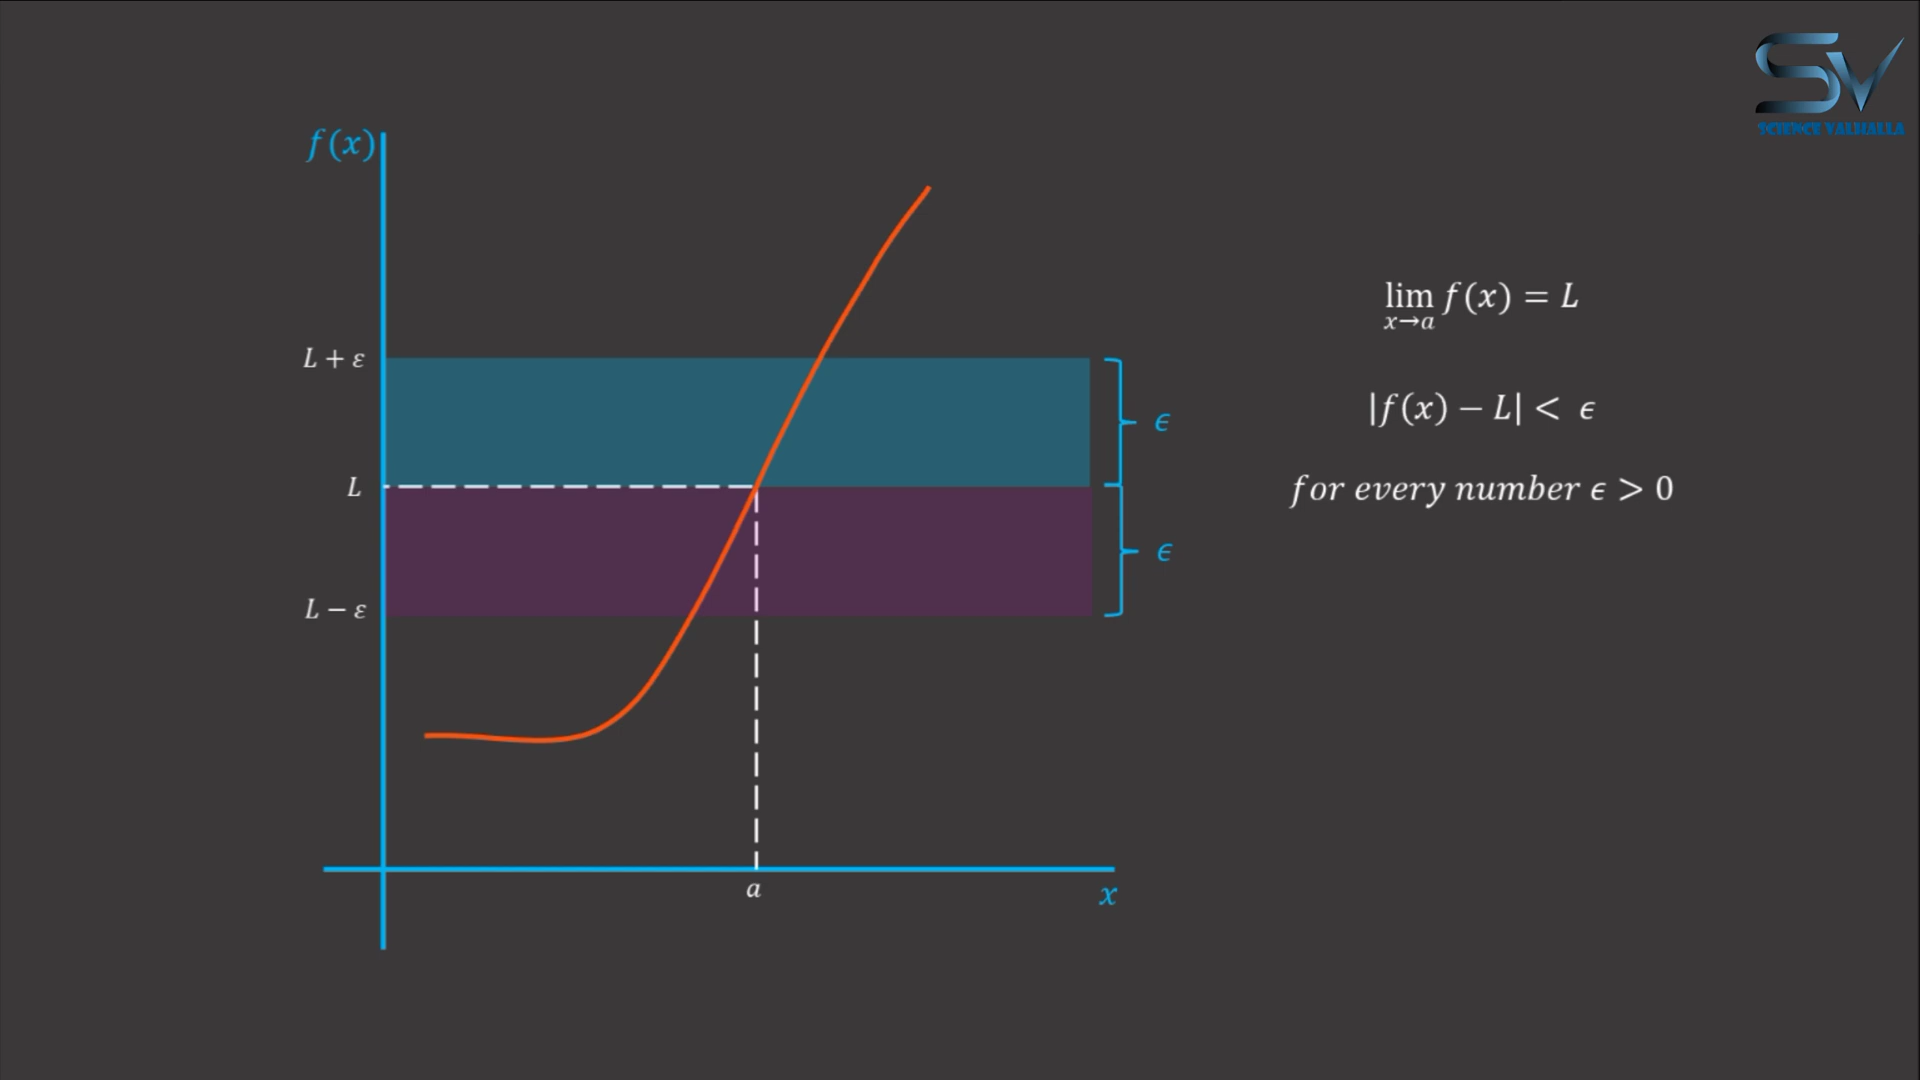 SV
SCIENCE VALHALLA
f(x)
lim f(x) = L
x→a
L + ε
|f(x) − L| < ϵ
ϵ
L
for every number ϵ > 0
ϵ
L − ε
a
x